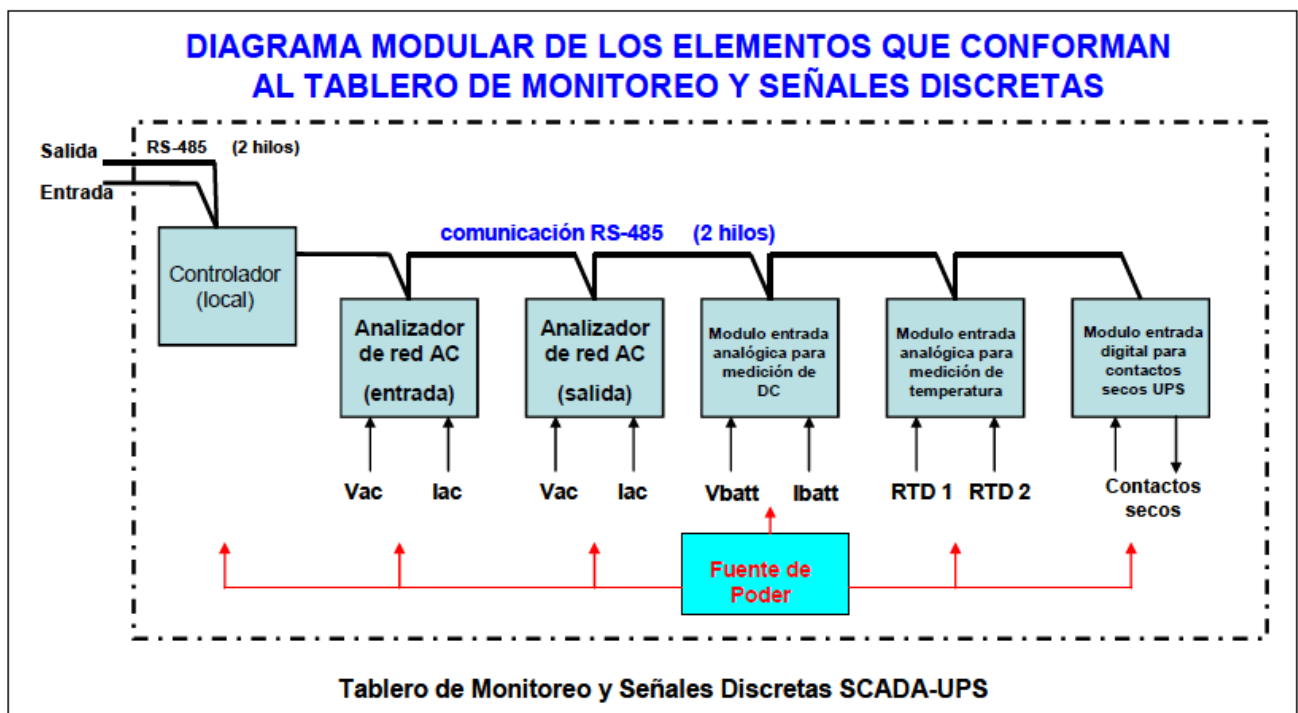 DIAGRAMA MODULAR DE LOS ELEMENTOS QUE CONFORMAN
AL TABLERO DE MONITOREO Y SEÑALES DISCRETAS
Salida
RS-485 (2 hilos)
Entrada
comunicación RS-485 (2 hilos)
Controlador
(local)
Analizador
de red AC
(entrada)
Analizador
de red AC
(salida)
Modulo entrada
analógica para
medición de
DC
Modulo entrada
analógica para
medición de
temperatura
Modulo entrada
digital para
contactos
secos UPS
Vac Iac
Vac Iac
Vbatt Ibatt
RTD 1 RTD 2
Contactos
secos
Fuente de
Poder
Tablero de Monitoreo y Señales Discretas SCADA-UPS